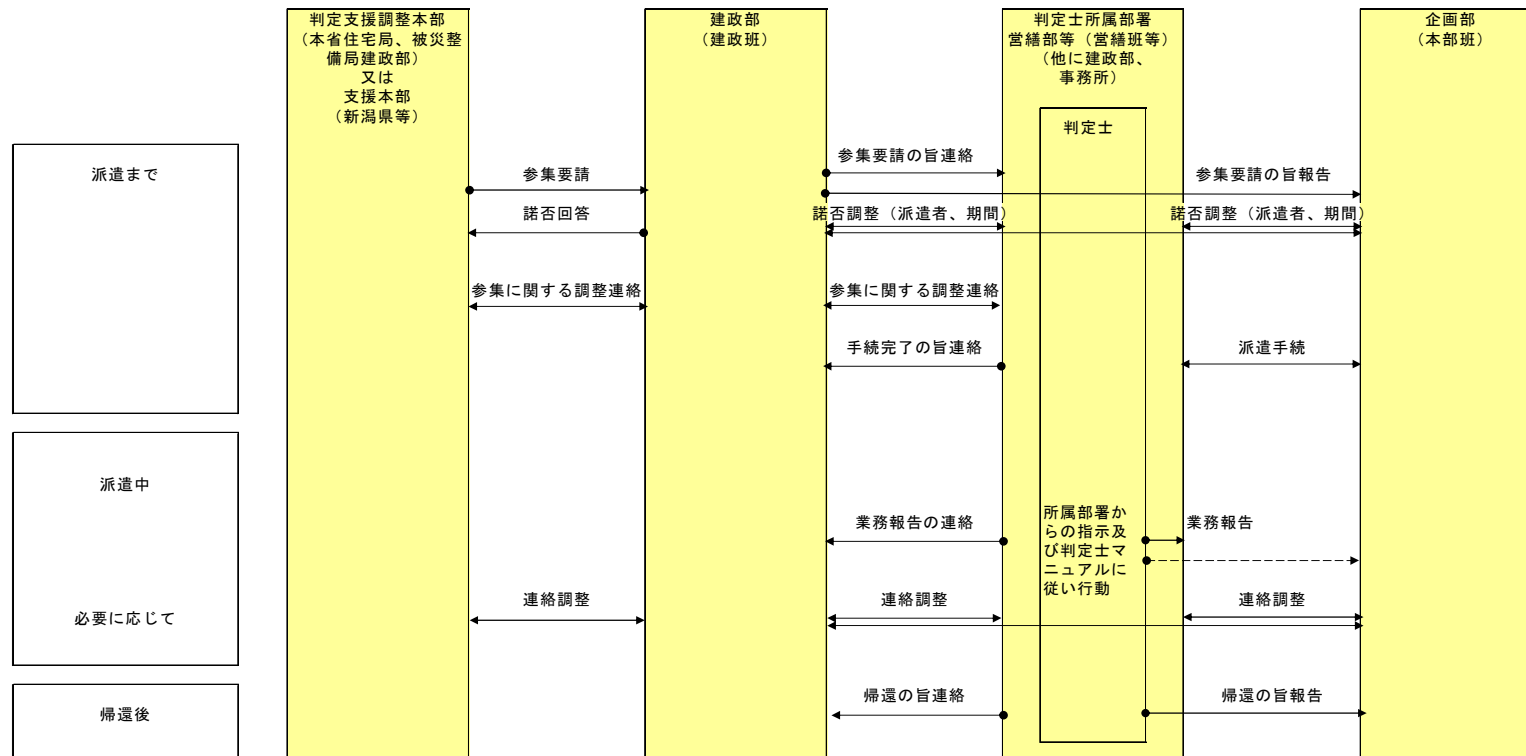 判定支援調整本部
（本省住宅局、被災整
備局建政部）
又は
支援本部
（新潟県等）
建政部
（建政班）
判定士所属部署
営繕部等（営繕班等）
（他に建政部、
事務所）
企画部
（本部班）
判定士
派遣まで
参集要請
参集要請の旨連絡
参集要請の旨報告
諾否回答
諾否調整（派遣者、期間）
諾否調整（派遣者、期間）
参集に関する調整連絡
参集に関する調整連絡
手続完了の旨連絡
派遣手続
派遣中
業務報告の連絡
所属部署か
らの指示及
び判定士マ
ニュアルに
従い行動
業務報告
必要に応じて
連絡調整
連絡調整
連絡調整
帰還後
帰還の旨連絡
帰還の旨報告